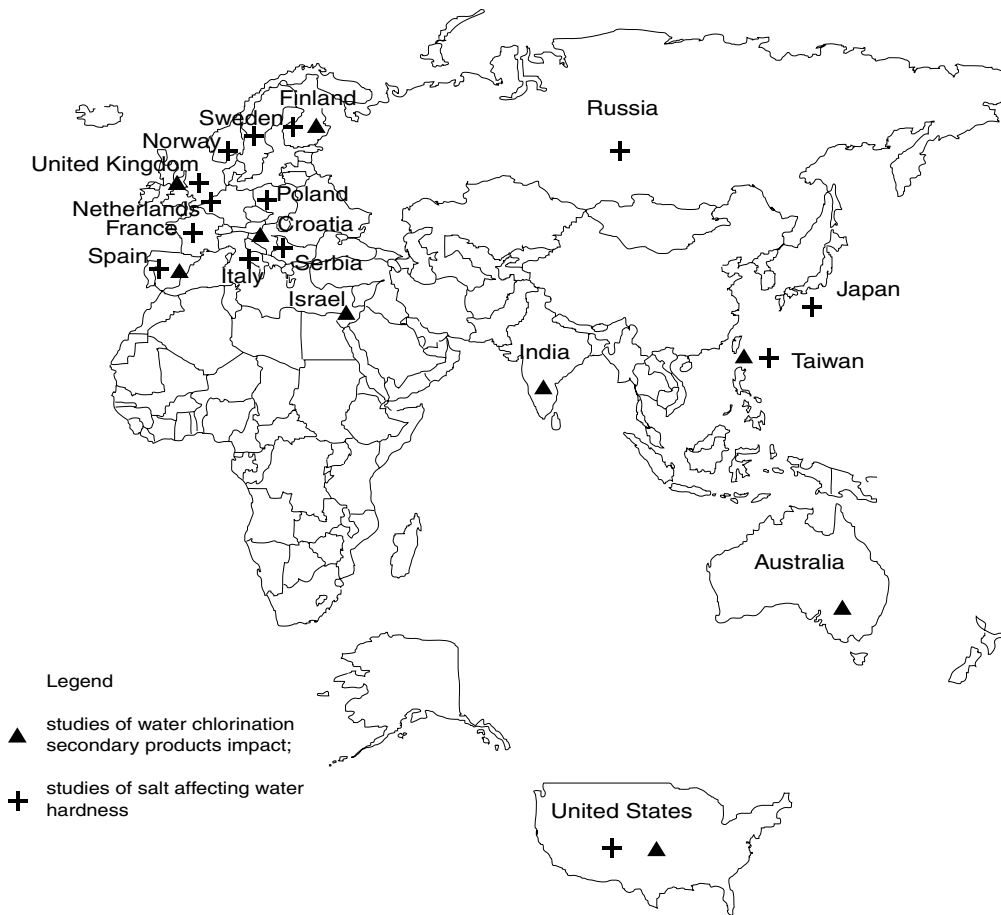 Finland
Sweden
Russia
Norway
United Kingdom
Netherlands
Poland
France
Croatia
Spain
Italy
Serbia
Israel
Japan
India
Taiwan
Australia
Legend
studies of water chlorination
secondary products impact;
studies of salt affecting water
hardness
United States